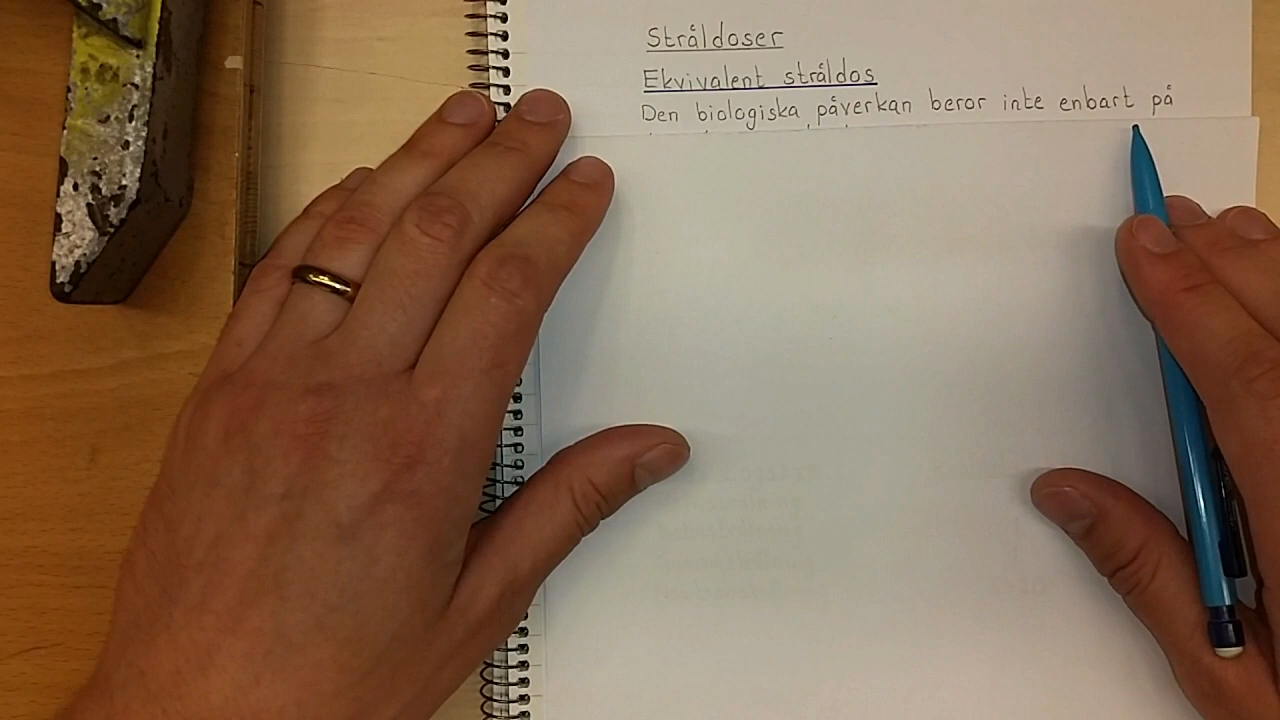 Stråldoser
Ekvivalent stråldos
Den biologiska påverkan beror inte enbart på